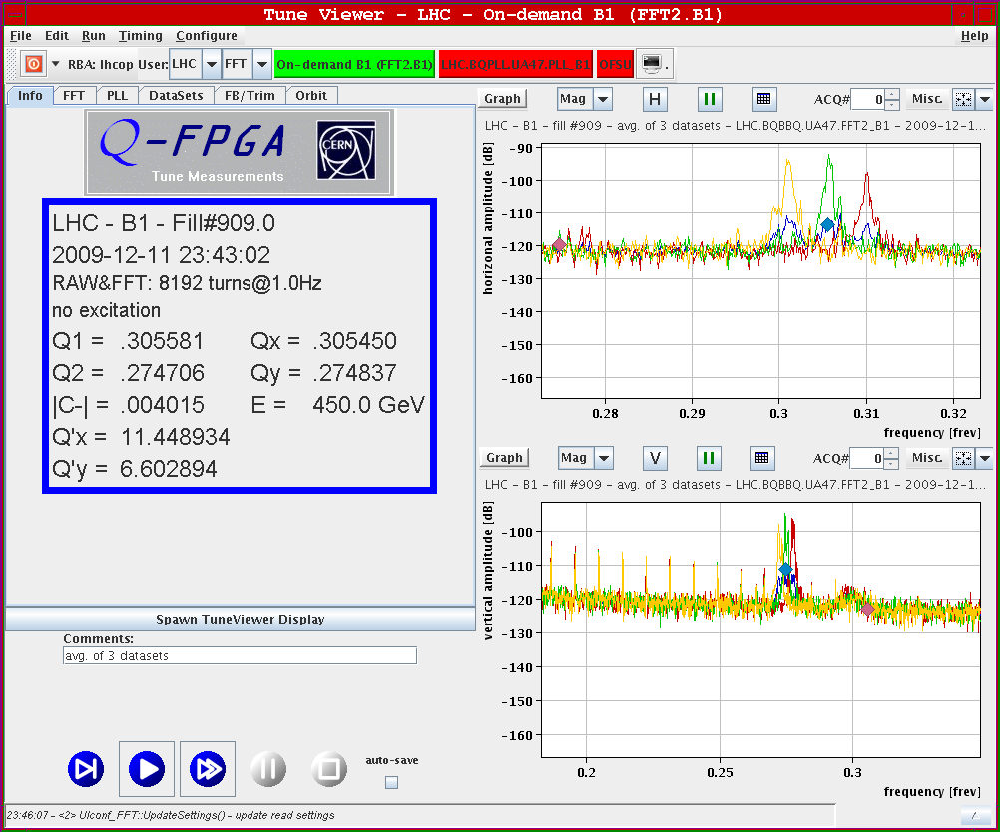 Tune Viewer - LHC - On-demand B1 (FFT2.B1)
File Edit Run Timing Configure Help
RBA: lhcop User: LHC FFT On-demand B1 (FFT2.B1) LHC.BQPLL.UA47.PLL_B1 OFSU
Info FFT PLL DataSets FB/Trim Orbit
Q-FPGA
Tune Measurements
CERN
LHC - B1 - Fill#909.0
2009-12-11 23:43:02
RAW&FFT: 8192 turns@1.0Hz
no excitation
Q1 = .305581 Qx = .305450
Q2 = .274706 Qy = .274837
|C-| = .004015 E = 450.0 GeV
Q'x = 11.448934
Q'y = 6.602894
Spawn TuneViewer Display
Comments:
avg. of 3 datasets
auto-save
23:46:07 - <2> UIconf_FFT::UpdateSettings() - update read settings
Graph Mag H ACQ# 0 Misc.
LHC - B1 - fill #909 - avg. of 3 datasets - LHC.BQBBQ.UA47.FFT2_B1 - 2009-12-1...
horizonal amplitude [dB]
-90
-100
-110
-120
-130
-140
-150
-160
0.28 0.29 0.3 0.31 0.32
frequency [frev]
Graph Mag V ACQ# 0 Misc.
LHC - B1 - fill #909 - avg. of 3 datasets - LHC.BQBBQ.UA47.FFT2_B1 - 2009-12-1...
vertical amplitude [dB]
-100
-110
-120
-130
-140
-150
-160
0.2 0.25 0.3
frequency [frev]